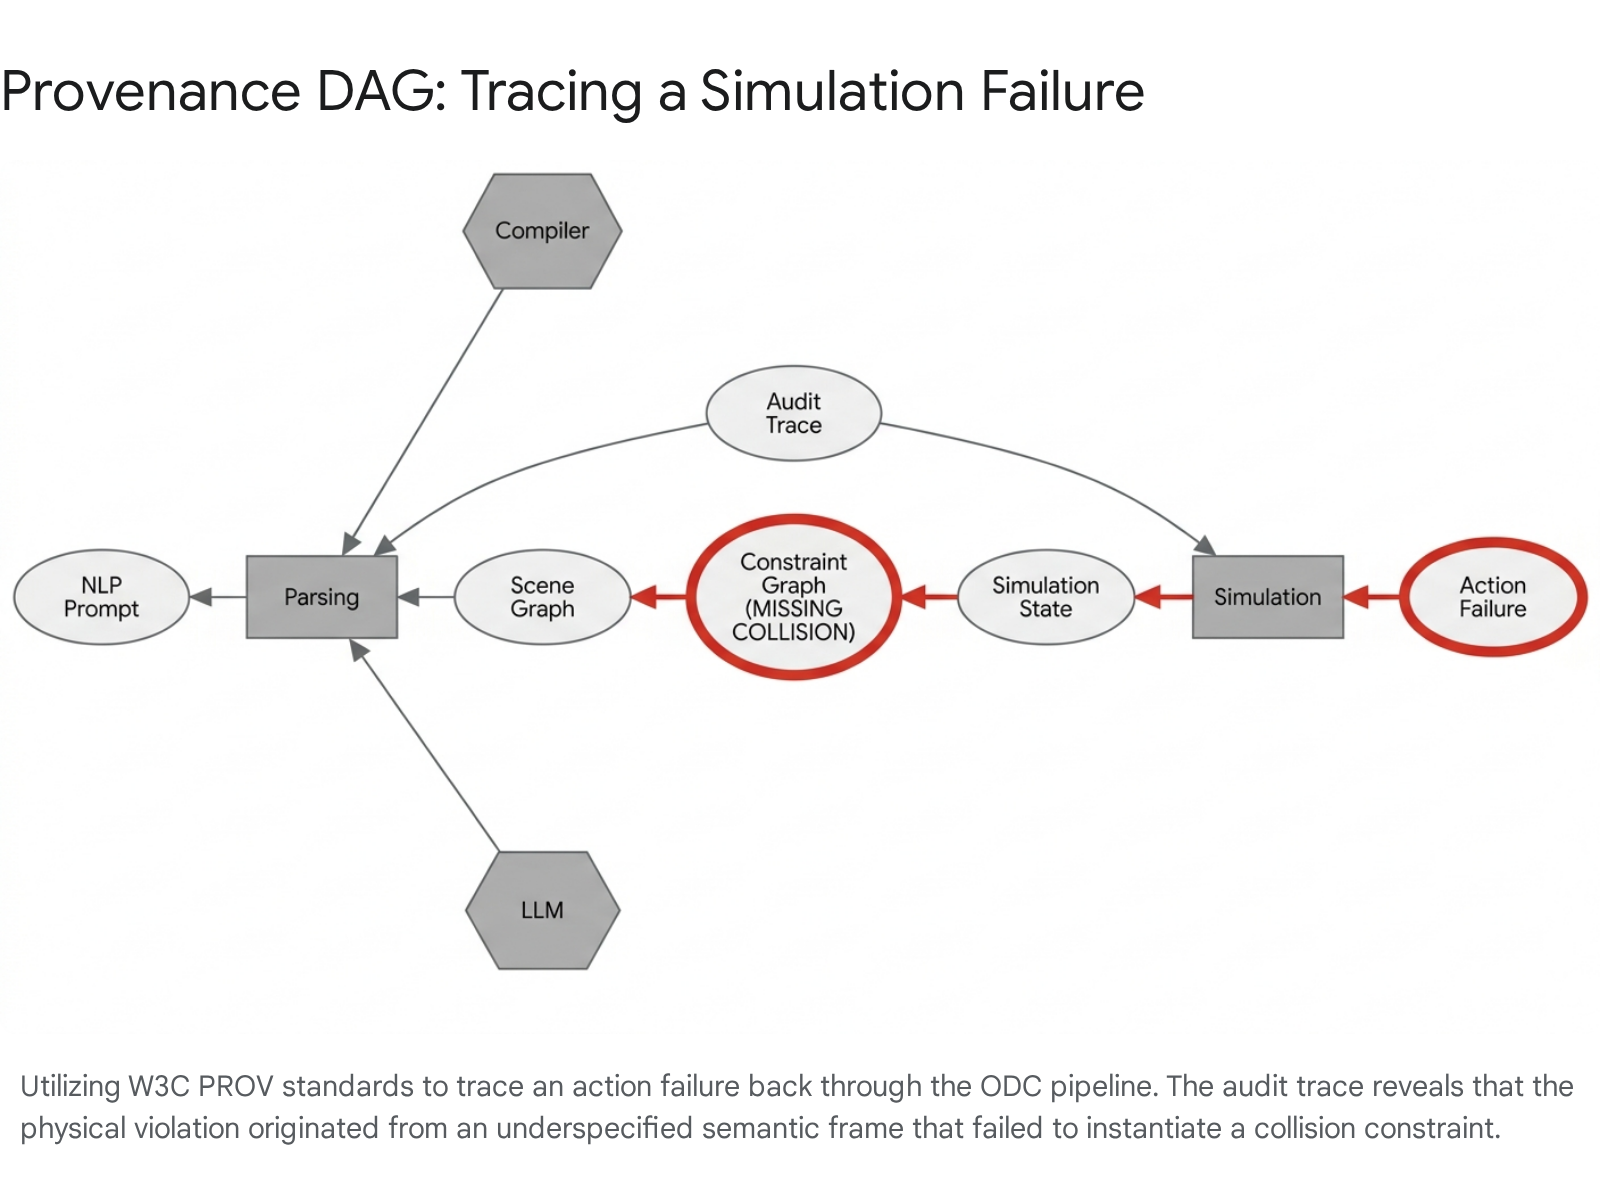 Provenance DAG: Tracing a Simulation Failure
Compiler
Audit
Trace
NLP
Prompt
Parsing
Scene
Graph
Constraint
Graph
(MISSING
COLLISION)
Simulation
State
Simulation
Action
Failure
LLM
Utilizing W3C PROV standards to trace an action failure back through the ODC pipeline. The audit trace reveals that the
physical violation originated from an underspecified semantic frame that failed to instantiate a collision constraint.